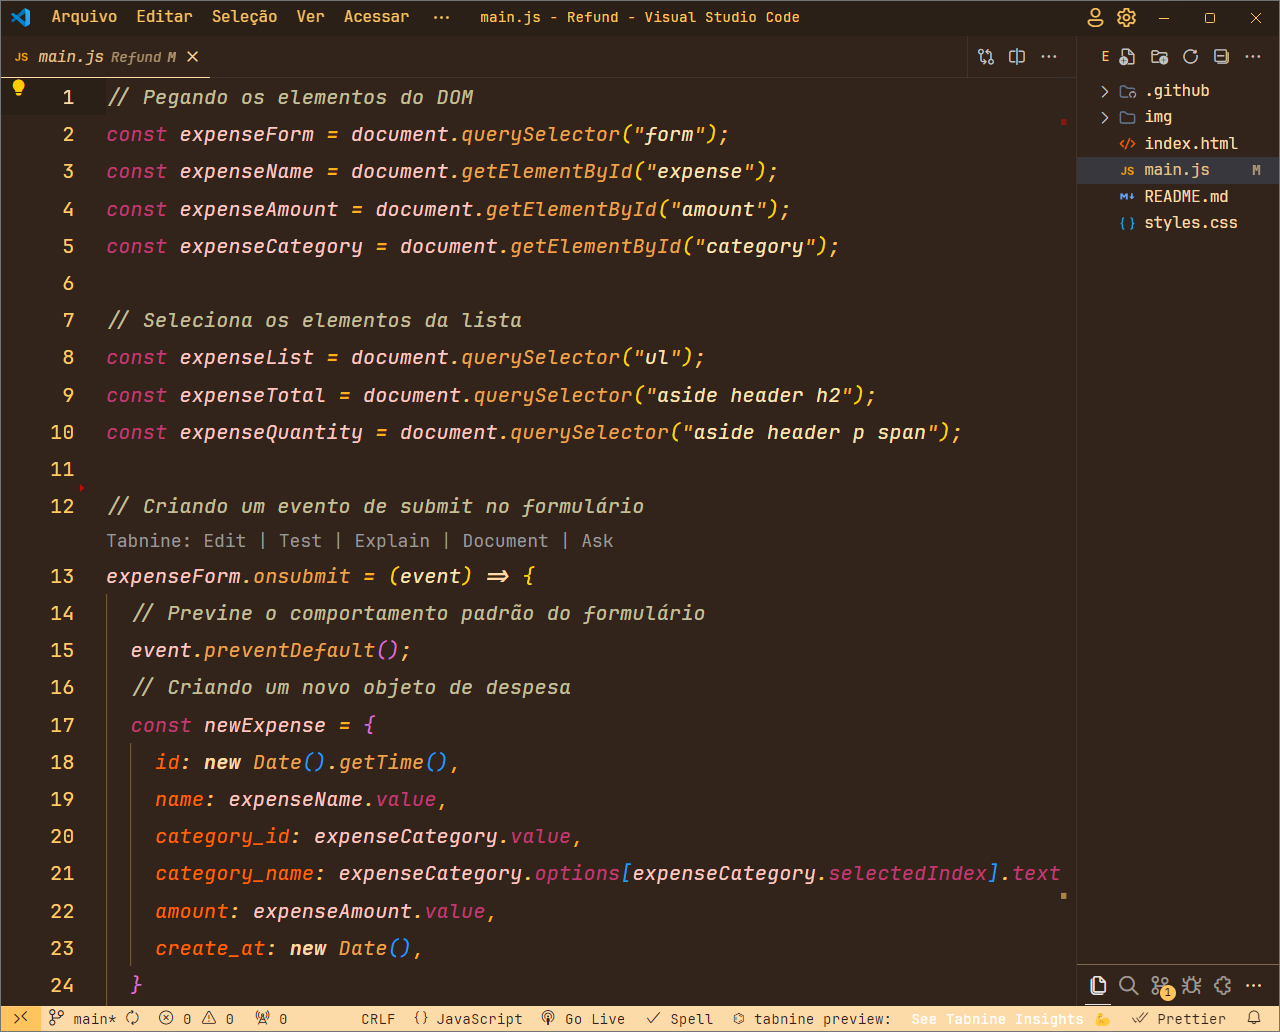 Arquivo Editar Seleção Ver Acessar ··· main.js - Refund - Visual Studio Code
JS main.js Refund M
E
1 // Pegando os elementos do DOM
2 const expenseForm = document.querySelector("form");
3 const expenseName = document.getElementById("expense");
4 const expenseAmount = document.getElementById("amount");
5 const expenseCategory = document.getElementById("category");
6
7 // Seleciona os elementos da lista
8 const expenseList = document.querySelector("ul");
9 const expenseTotal = document.querySelector("aside header h2");
10 const expenseQuantity = document.querySelector("aside header p span");
11
12 // Criando um evento de submit no formulário
Tabnine: Edit | Test | Explain | Document | Ask
13 expenseForm.onsubmit = (event) => {
14 // Previne o comportamento padrão do formulário
15 event.preventDefault();
16 // Criando um novo objeto de despesa
17 const newExpense = {
18 id: new Date().getTime(),
19 name: expenseName.value,
20 category_id: expenseCategory.value,
21 category_name: expenseCategory.options[expenseCategory.selectedIndex].text
22 amount: expenseAmount.value,
23 create_at: new Date(),
24 }
.github
img
</> index.html
JS main.js M
M↓ README.md
{} styles.css
1
main* 0 0 0 CRLF {} JavaScript Go Live Spell tabnine preview: See Tabnine Insights 💪 Prettier